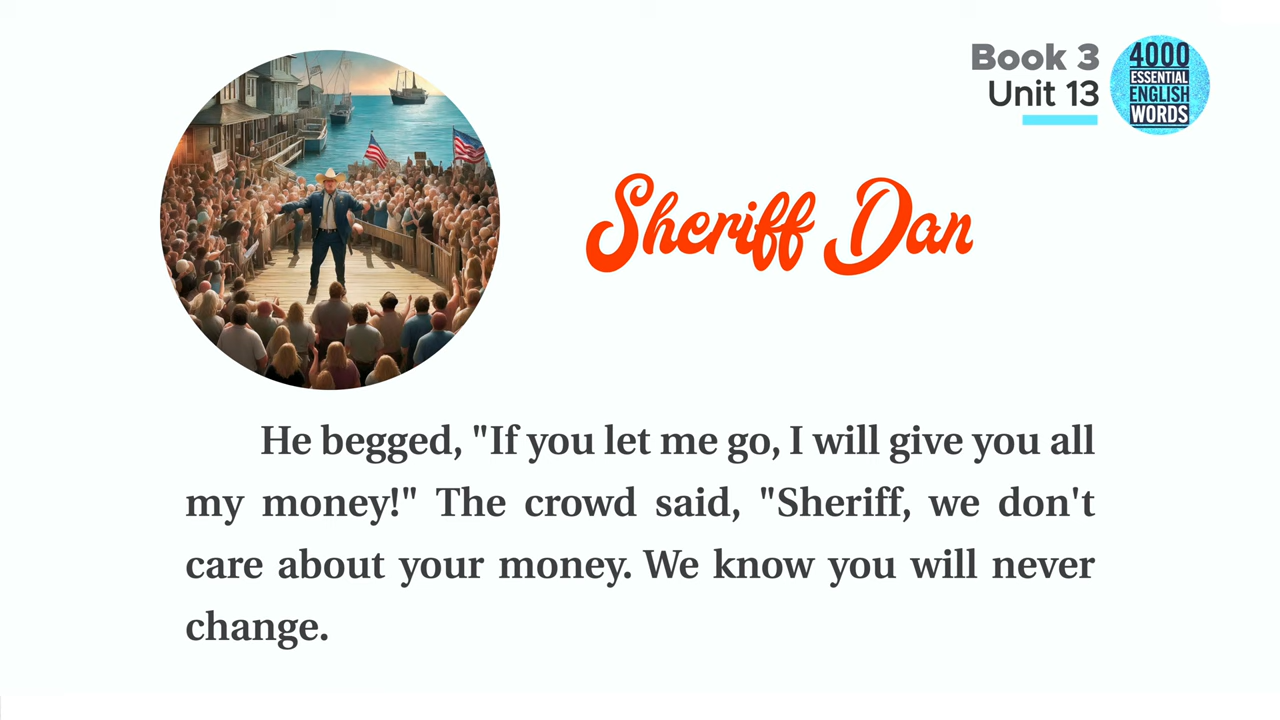 Book 3
Unit 13
4000
ESSENTIAL
ENGLISH
WORDS
Sheriff Dan
He begged, "If you let me go, I will give you all
my money!" The crowd said, "Sheriff, we don't
care about your money. We know you will never
change.